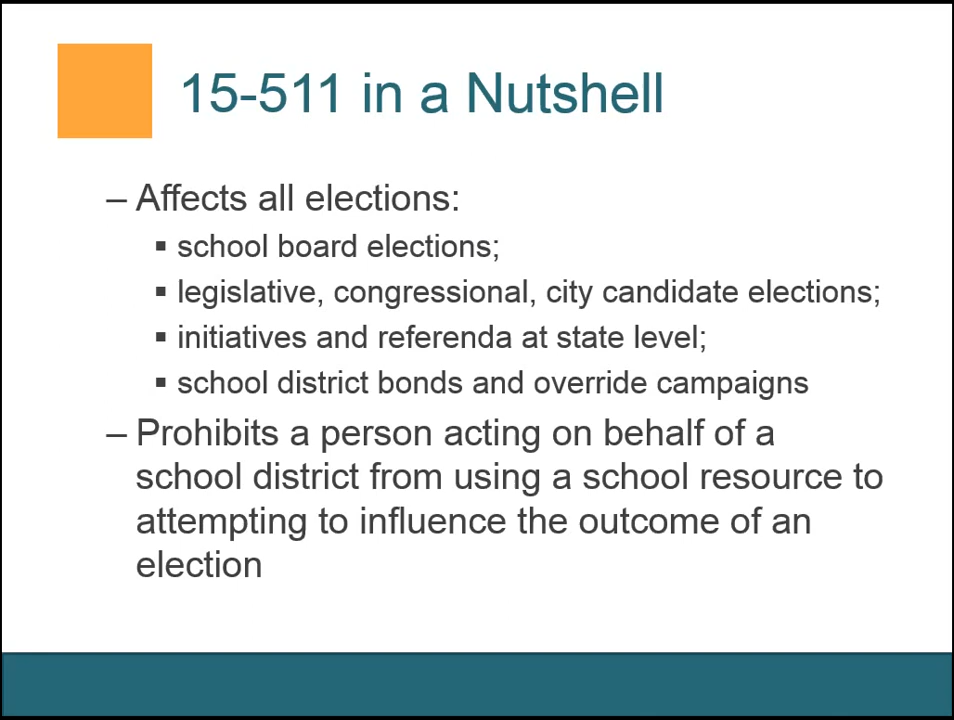 15-511 in a Nutshell
– Affects all elections:
▪ school board elections;
▪ legislative, congressional, city candidate elections;
▪ initiatives and referenda at state level;
▪ school district bonds and override campaigns
– Prohibits a person acting on behalf of a
school district from using a school resource to
attempting to influence the outcome of an
election